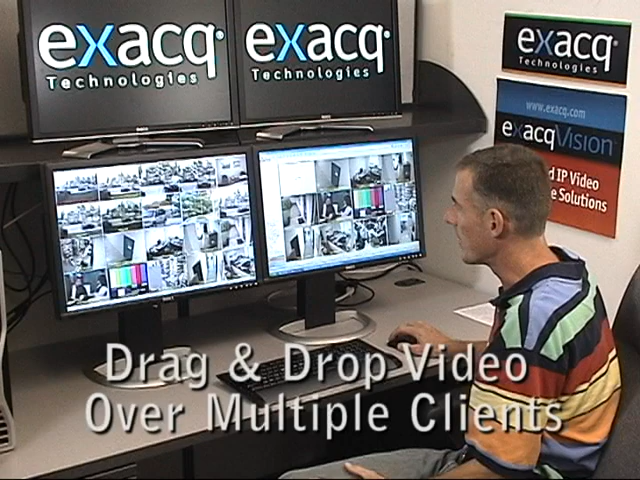 exacq
Technologies
exacq
Technologies
exacq
Technologies
www.exacq.com
exacqVision
d IP Video
e Solutions
Drag & Drop Video
Over Multiple Clients